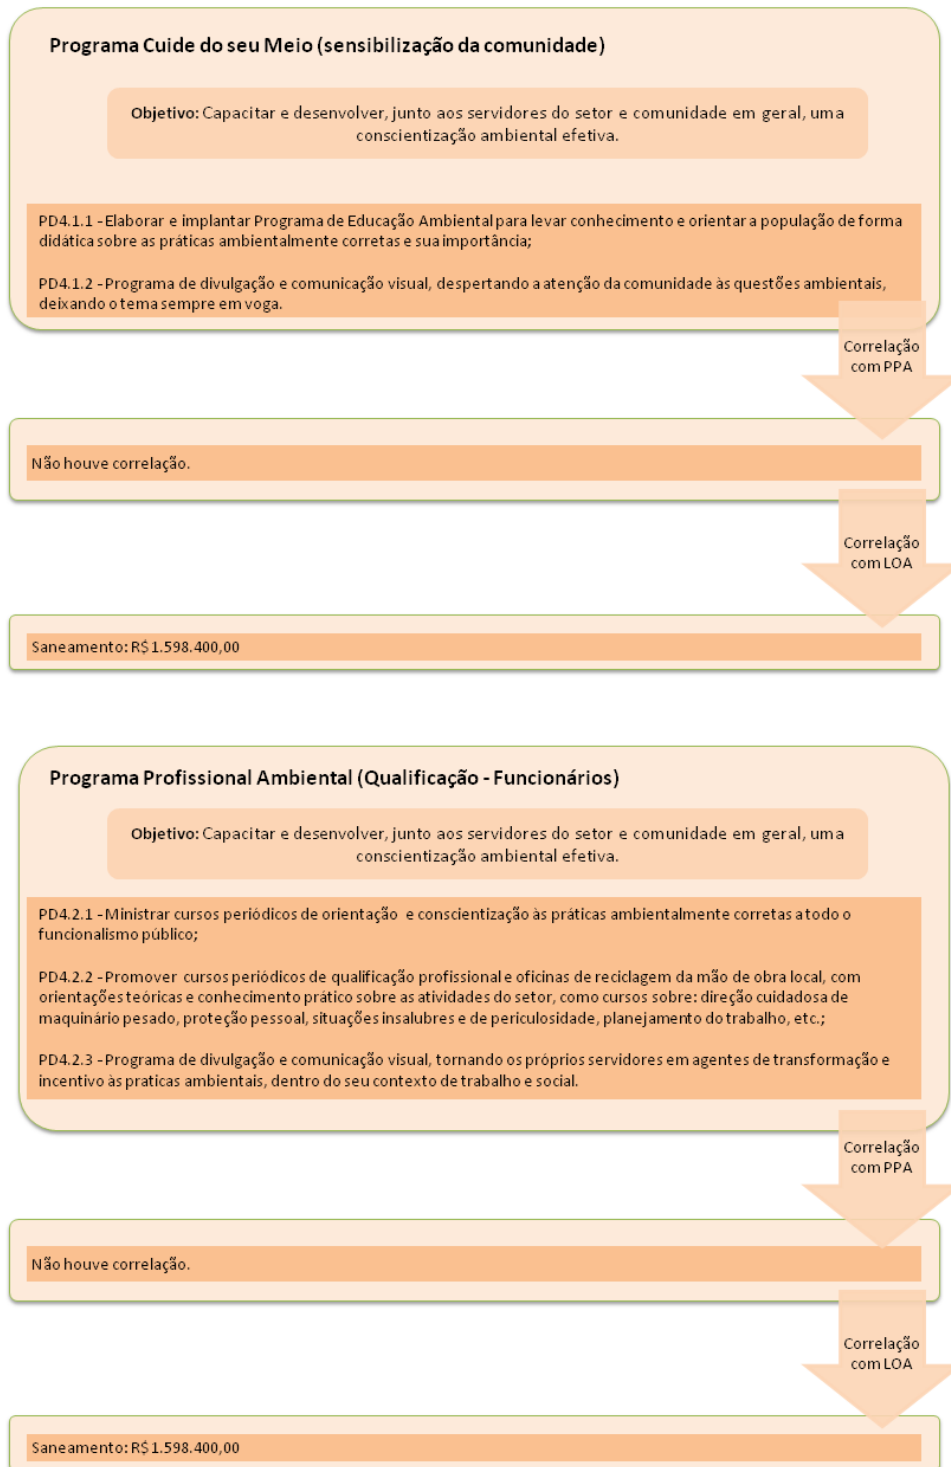 Programa Cuide do seu Meio (sensibilização da comunidade)
Objetivo: Capacitar e desenvolver, junto aos servidores do setor e comunidade em geral, uma
conscientização ambiental efetiva.
PD4.1.1 - Elaborar e implantar Programa de Educação Ambiental para levar conhecimento e orientar a população de forma
didática sobre as práticas ambientalmente corretas e sua importância;
PD4.1.2 - Programa de divulgação e comunicação visual, despertando a atenção da comunidade às questões ambientais,
deixando o tema sempre em voga.
Correlação
com PPA
Não houve correlação.
Correlação
com LOA
Saneamento: R$ 1.598.400,00
Programa Profissional Ambiental (Qualificação - Funcionários)
Objetivo: Capacitar e desenvolver, junto aos servidores do setor e comunidade em geral, uma
conscientização ambiental efetiva.
PD4.2.1 - Ministrar cursos periódicos de orientação e conscientização às práticas ambientalmente corretas a todo o
funcionalismo público;
PD4.2.2 - Promover cursos periódicos de qualificação profissional e oficinas de reciclagem da mão de obra local, com
orientações teóricas e conhecimento prático sobre as atividades do setor, como cursos sobre: direção cuidadosa de
maquinário pesado, proteção pessoal, situações insalubres e de periculosidade, planejamento do trabalho, etc.;
PD4.2.3 - Programa de divulgação e comunicação visual, tornando os próprios servidores em agentes de transformação e
incentivo às praticas ambientais, dentro do seu contexto de trabalho e social.
Correlação
com PPA
Não houve correlação.
Correlação
com LOA
Saneamento: R$ 1.598.400,00